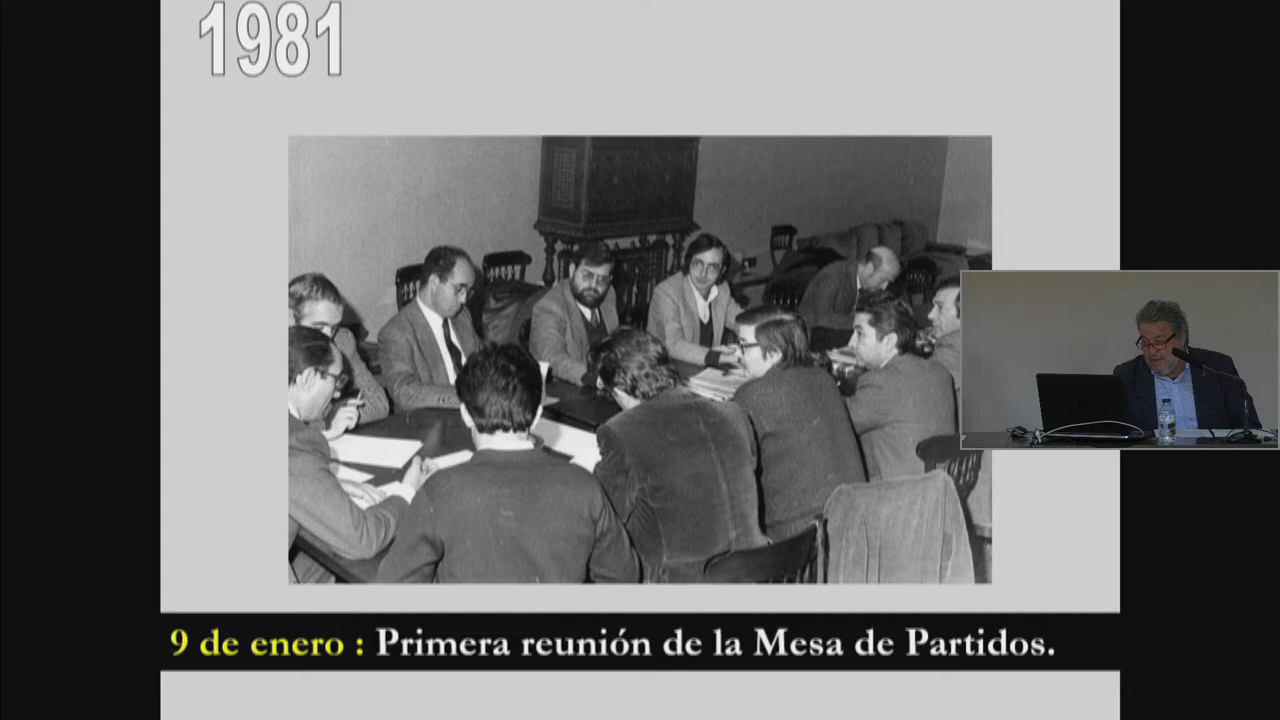 1981
9 de enero : Primera reunión de la Mesa de Partidos.